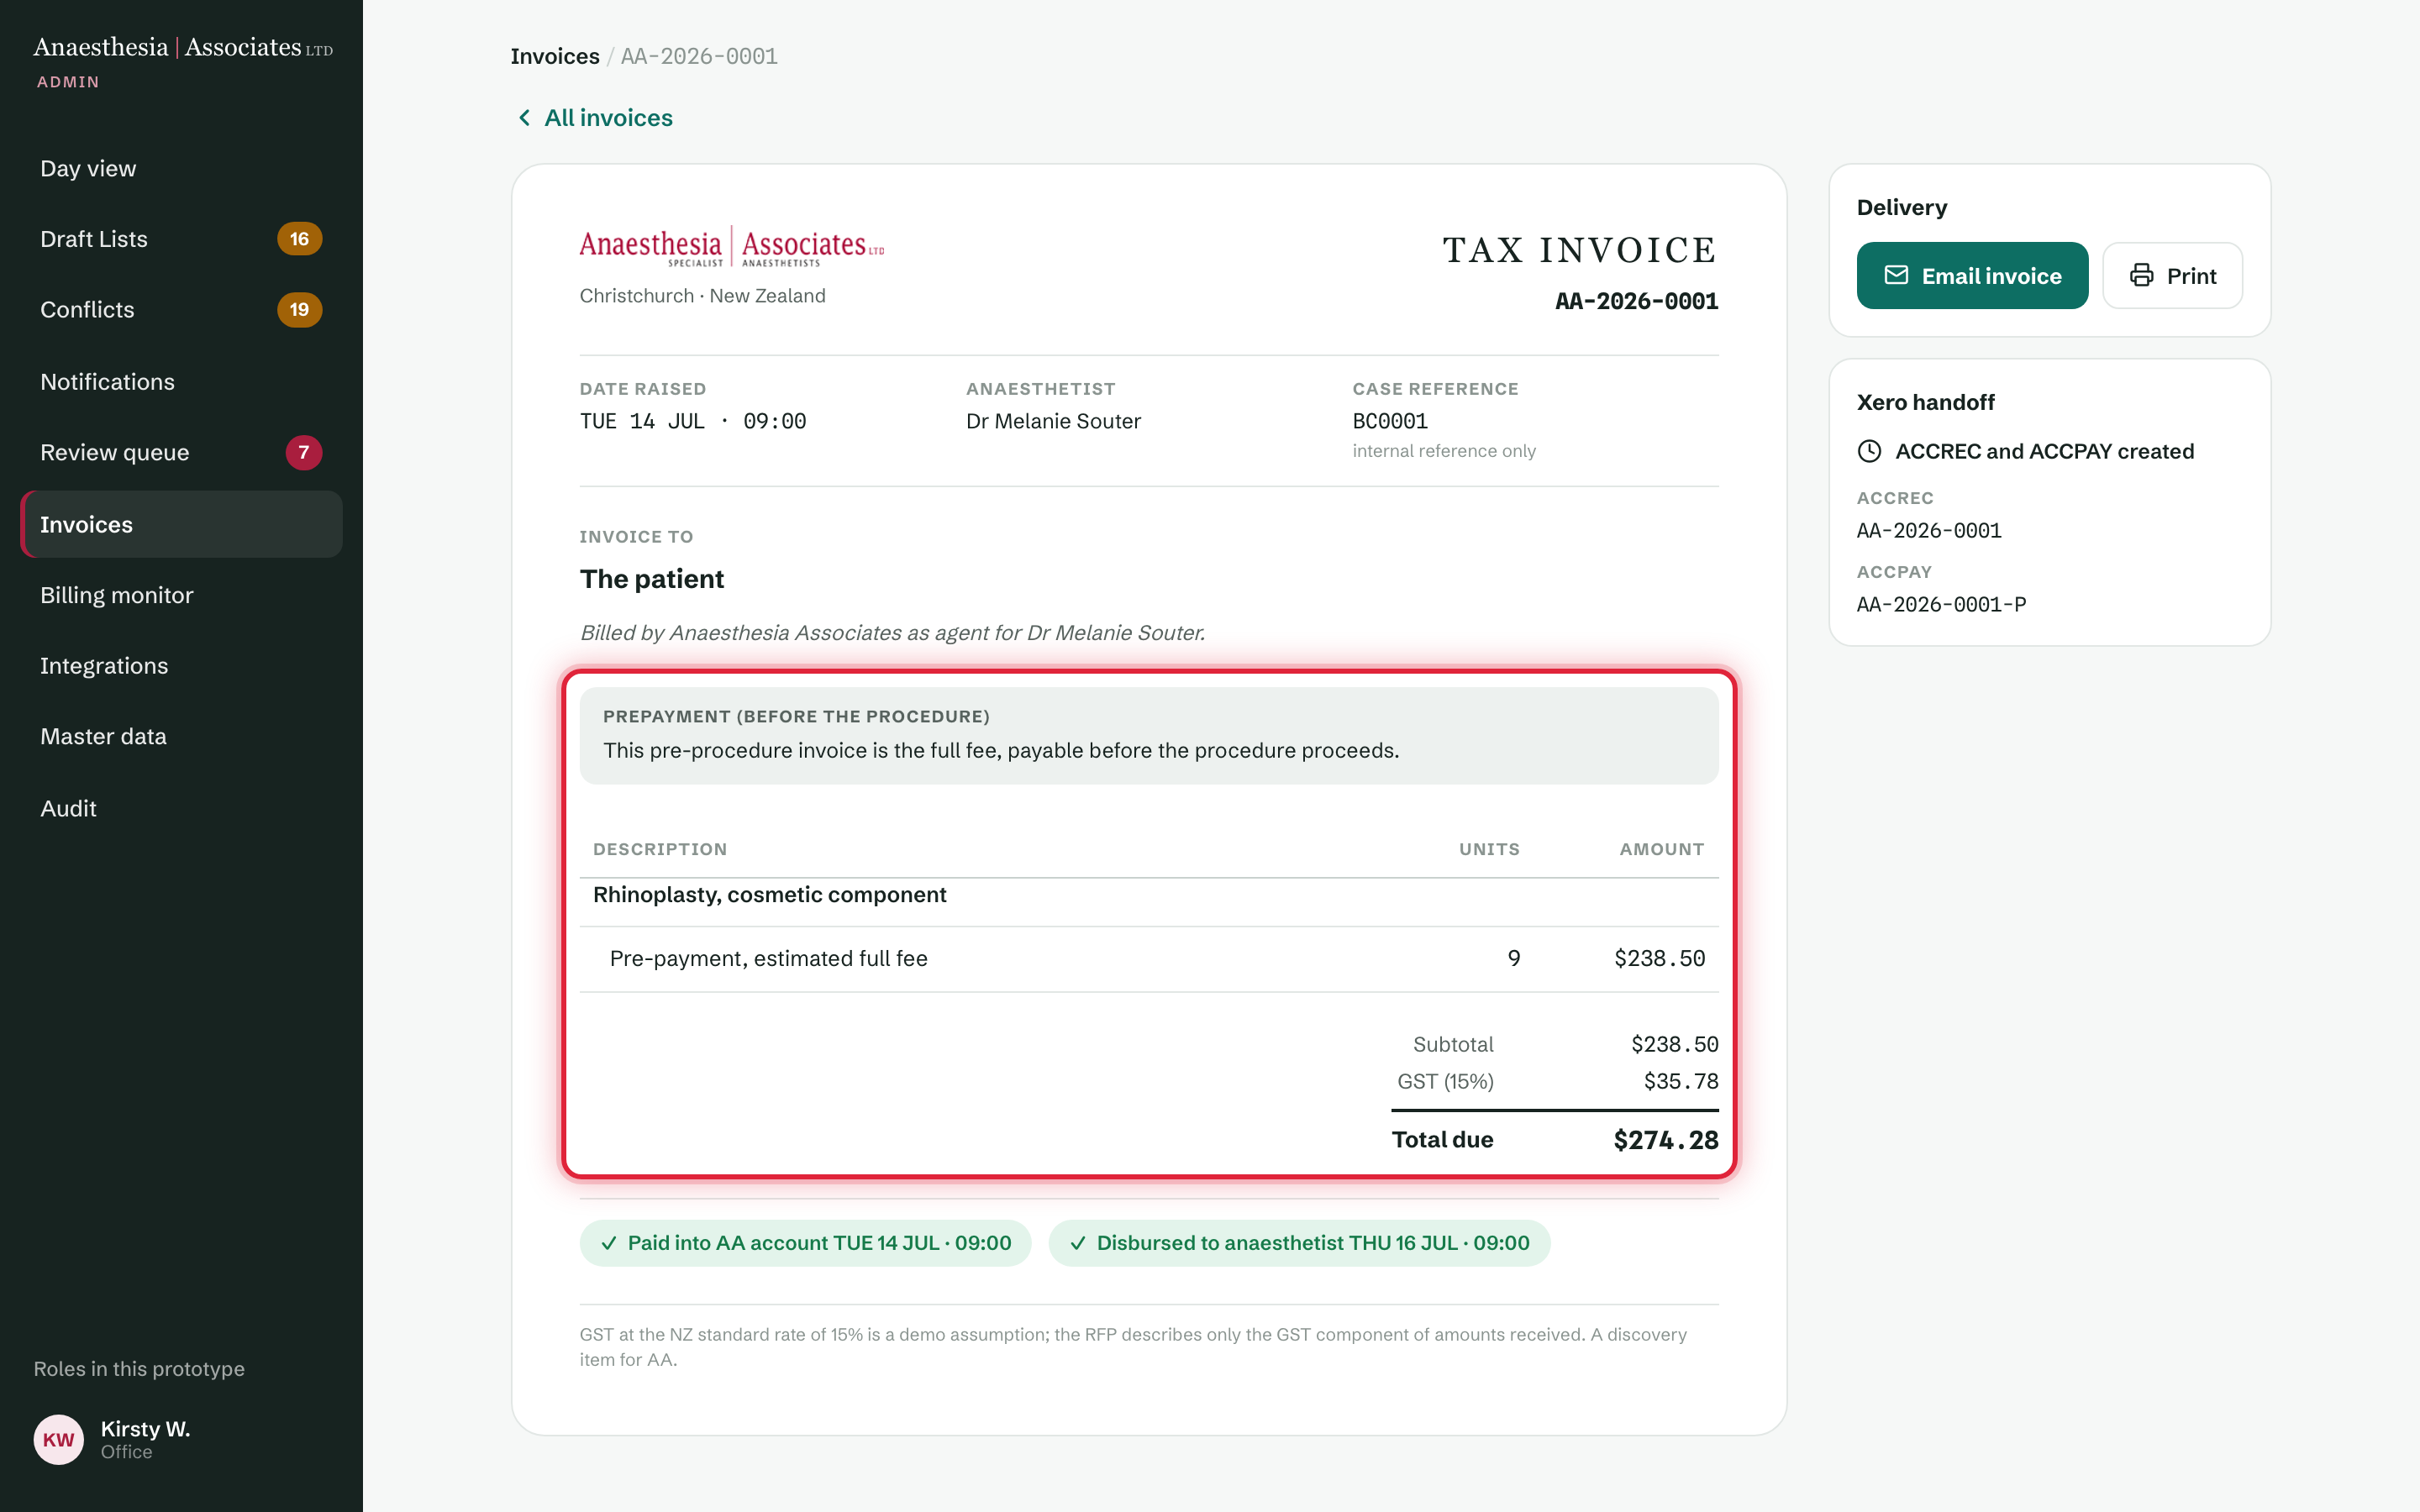 Anaesthesia | Associates LTD
ADMIN
Day view
Draft Lists 16
Conflicts 19
Notifications
Review queue 7
Invoices
Billing monitor
Integrations
Master data
Audit
Roles in this prototype
KW
Kirsty W.
Office
Invoices / AA-2026-0001
All invoices
Anaesthesia | Associates LTD
SPECIALIST ANAESTHETISTS
Christchurch · New Zealand
TAX INVOICE
AA-2026-0001
DATE RAISED
TUE 14 JUL · 09:00
ANAESTHETIST
Dr Melanie Souter
CASE REFERENCE
BC0001
internal reference only
INVOICE TO
The patient
Billed by Anaesthesia Associates as agent for Dr Melanie Souter.
PREPAYMENT (BEFORE THE PROCEDURE)
This pre-procedure invoice is the full fee, payable before the procedure proceeds.
DESCRIPTION UNITS AMOUNT
Rhinoplasty, cosmetic component
Pre-payment, estimated full fee 9 $238.50
Subtotal $238.50
GST (15%) $35.78
Total due $274.28
Paid into AA account TUE 14 JUL · 09:00
Disbursed to anaesthetist THU 16 JUL · 09:00
GST at the NZ standard rate of 15% is a demo assumption; the RFP describes only the GST component of amounts received. A discovery
item for AA.
Delivery
Email invoice
Print
Xero handoff
ACCREC and ACCPAY created
ACCREC
AA-2026-0001
ACCPAY
AA-2026-0001-P